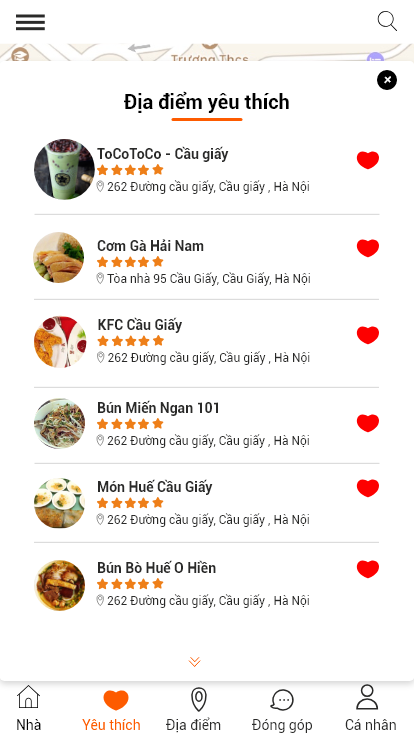 Trương Thcs
Địa điểm yêu thích
ToCoToCo - Cầu giấy
262 Đường cầu giấy, Cầu giấy , Hà Nội
Cơm Gà Hải Nam
Tòa nhà 95 Cầu Giấy, Cầu Giấy, Hà Nội
KFC Cầu Giấy
262 Đường cầu giấy, Cầu giấy , Hà Nội
Bún Miến Ngan 101
262 Đường cầu giấy, Cầu giấy , Hà Nội
Món Huế Cầu Giấy
262 Đường cầu giấy, Cầu giấy , Hà Nội
Bún Bò Huế O Hiền
262 Đường cầu giấy, Cầu giấy , Hà Nội
Nhà Yêu thích Địa điểm Đóng góp Cá nhân